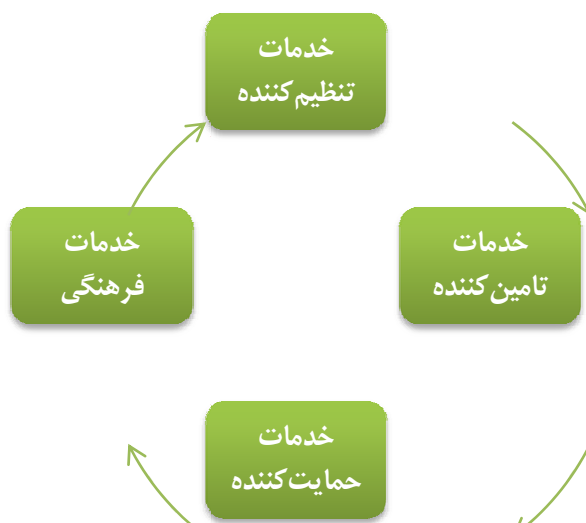 خدمات
تنظیم‌کننده
خدمات
تامین‌کننده
خدمات
فرهنگی
خدمات
حمایت‌کننده